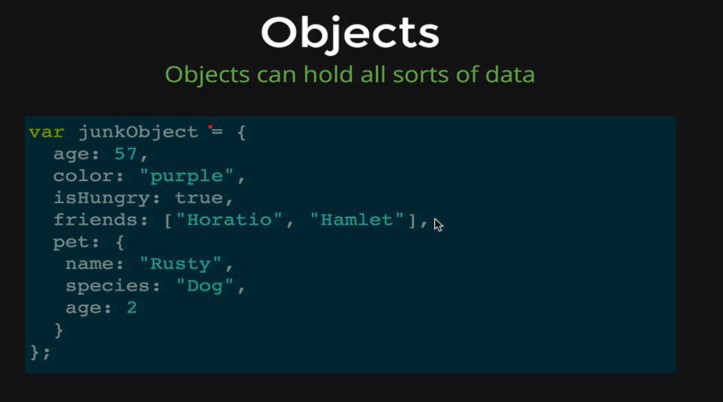 Objects
Objects can hold all sorts of data
var junkObject = {
  age: 57,
  color: "purple",
  isHungry: true,
  friends: ["Horatio", "Hamlet"],
  pet: {
   name: "Rusty",
   species: "Dog",
   age: 2
  }
};